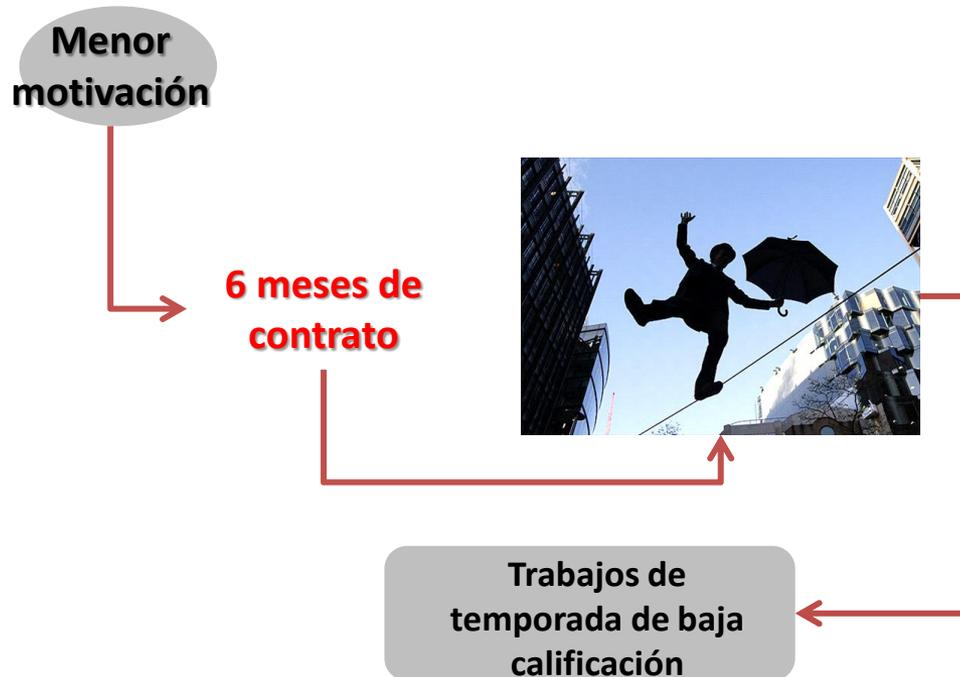 Menor
motivación
6 meses de
contrato
Trabajos de
temporada de baja
calificación